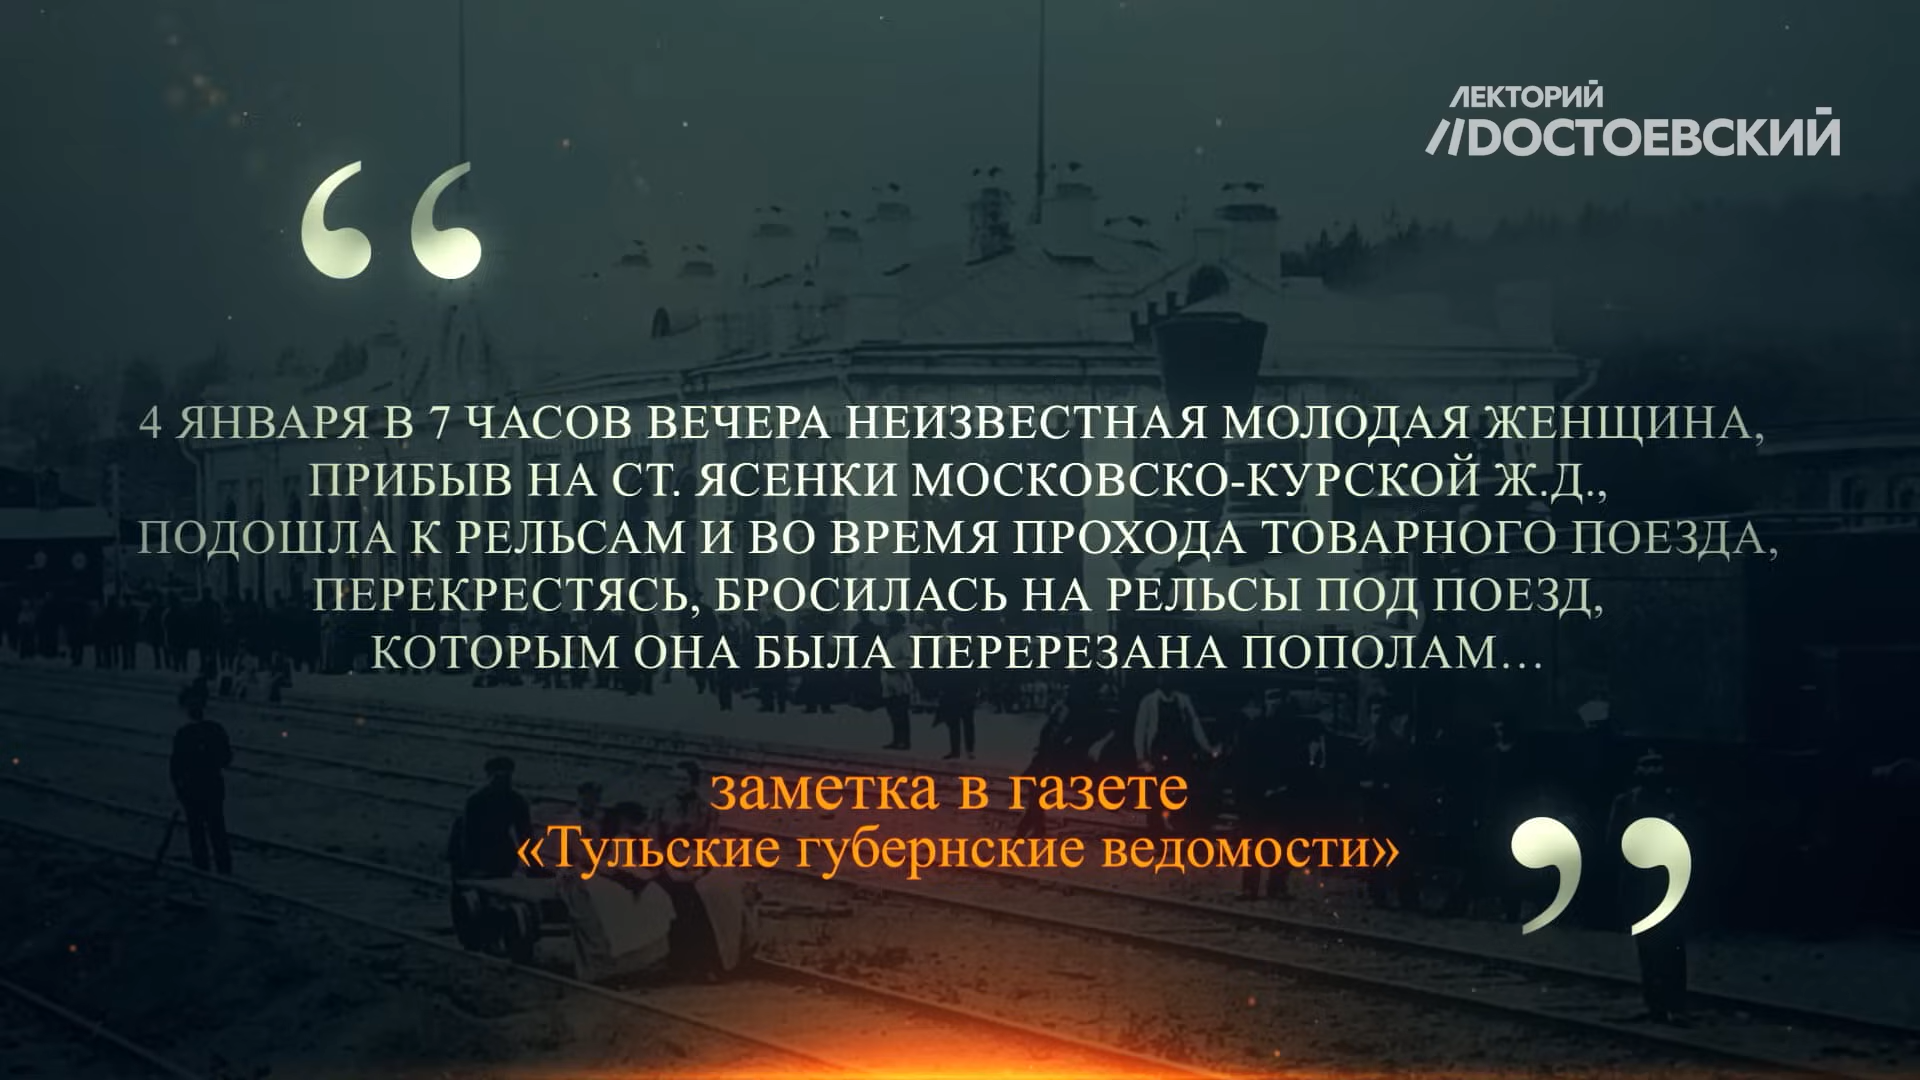 ЛЕКТОРИЙ
//DОСТОЕВСКИЙ
“
4 ЯНВАРЯ В 7 ЧАСОВ ВЕЧЕРА НЕИЗВЕСТНАЯ МОЛОДАЯ ЖЕНЩИНА,
ПРИБЫВ НА СТ. ЯСЕНКИ МОСКОВСКО-КУРСКОЙ Ж.Д.,
ПОДОШЛА К РЕЛЬСАМ И ВО ВРЕМЯ ПРОХОДА ТОВАРНОГО ПОЕЗДА,
ПЕРЕКРЕСТЯСЬ, БРОСИЛАСЬ НА РЕЛЬСЫ ПОД ПОЕЗД,
КОТОРЫМ ОНА БЫЛА ПЕРЕРЕЗАНА ПОПОЛАМ…
заметка в газете
«Тульские губернские ведомости»
”